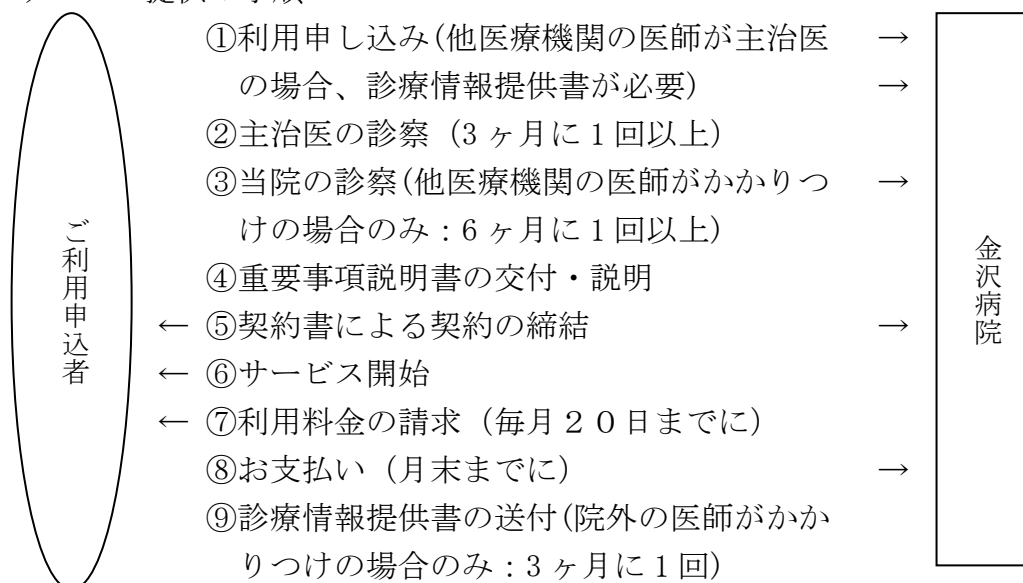 ①利用申し込み(他医療機関の医師が主治医 →
の場合、診療情報提供書が必要) →
②主治医の診察（3ヶ月に1回以上）
③当院の診察(他医療機関の医師がかかりつ →
けの場合のみ：6ヶ月に1回以上)
④重要事項説明書の交付・説明
← ⑤契約書による契約の締結 →
← ⑥サービス開始
← ⑦利用料金の請求（毎月２０日までに）
⑧お支払い（月末までに） →
⑨診療情報提供書の送付(院外の医師がかか
りつけの場合のみ：3ヶ月に1回)
ご利用申込者
金沢病院